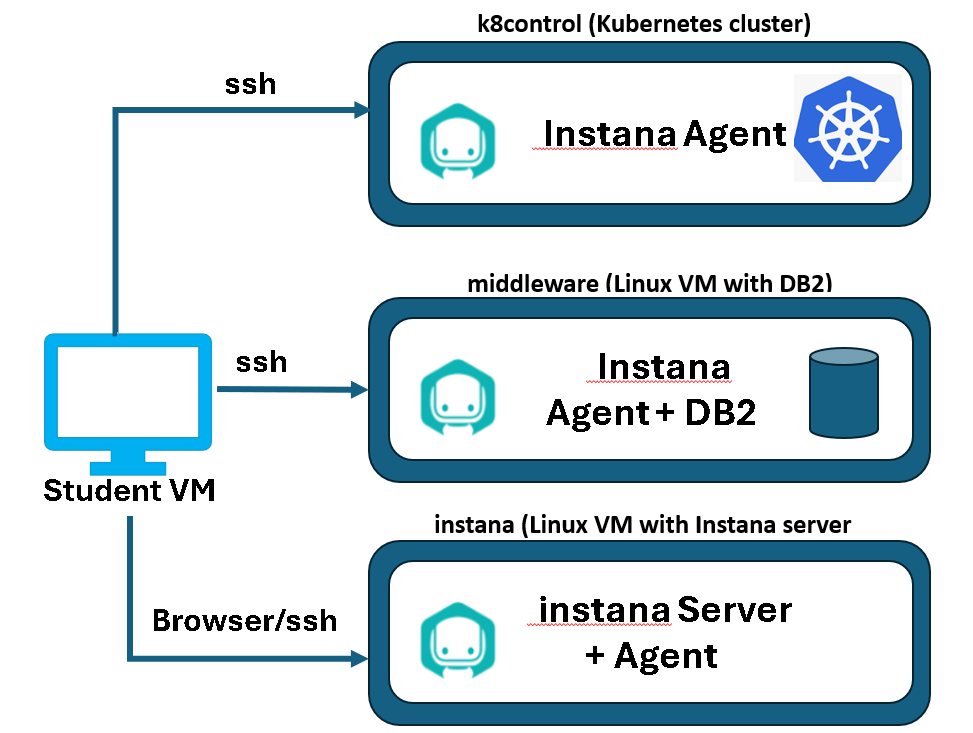 k8control (Kubernetes cluster)
ssh
Instana Agent
middleware (Linux VM with DB2)
ssh
Instana
Agent + DB2
Student VM
instana (Linux VM with Instana server
Browser/ssh
instana Server
+ Agent